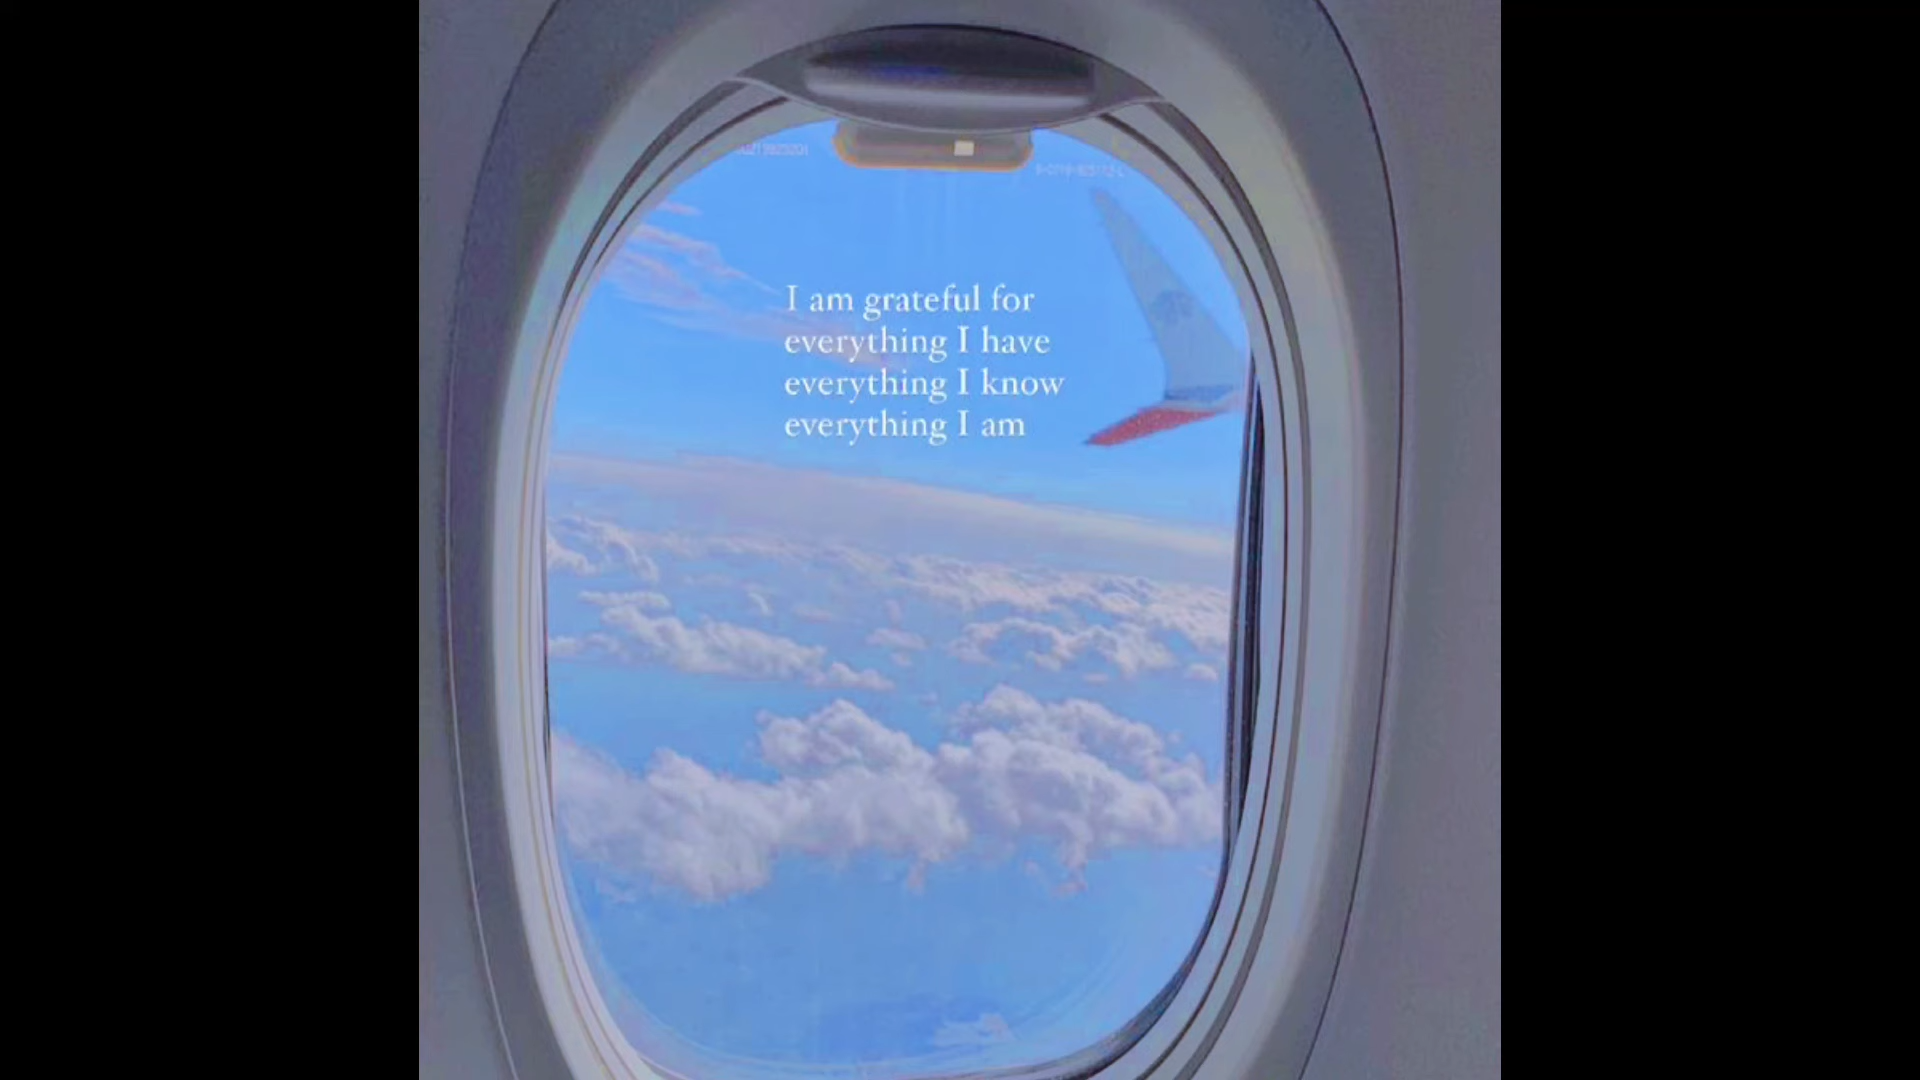 I am grateful for
everything I have
everything I know
everything I am